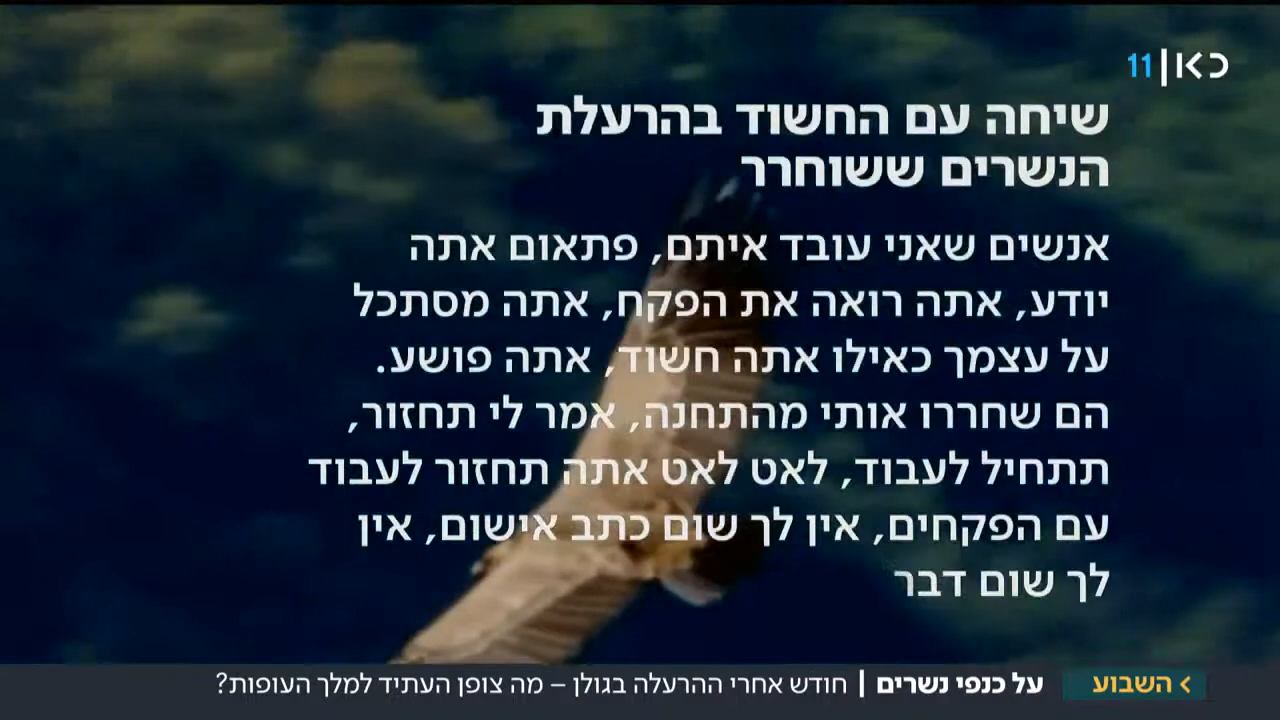 כאן 11
שיחה עם החשוד בהרעלת
הנשרים ששוחרר
אנשים שאני עובד איתם, פתאום אתה
יודע, אתה רואה את הפקח, אתה מסתכל
על עצמך כאילו אתה חשוד, אתה פושע.
הם שחררו אותי מהתחנה, אמר לי תחזור,
תתחיל לעבוד, לאט לאט אתה תחזור לעבוד
עם הפקחים, אין לך שום כתב אישום, אין
לך שום דבר
השבוע
על כנפי נשרים | חודש אחרי ההרעלה בגולן – מה צופן העתיד למלך העופות?